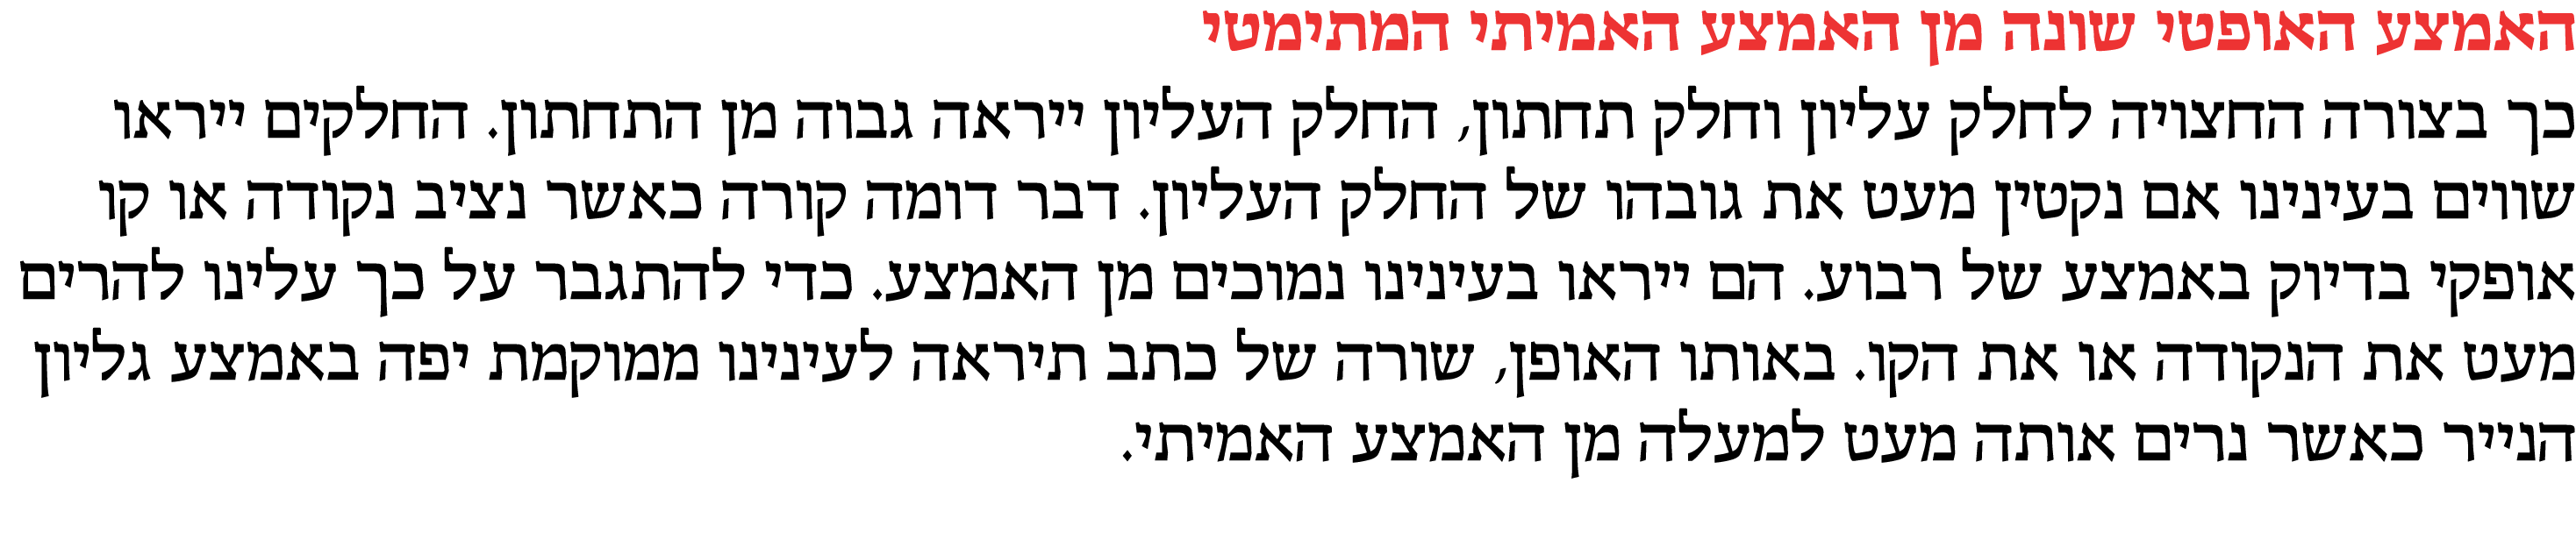 האמצע האופטי שונה מן האמצע האמיתי המתימטי
כך בצורה החצויה לחלק עליון וחלק תחתון, החלק העליון ייראה גבוה מן התחתון. החלקים ייראו
שווים בעינינו אם נקטין מעט את גובהו של החלק העליון. דבר דומה קורה כאשר נציב נקודה או קו
אופקי בדיוק באמצע של רבוע. הם ייראו בעינינו נמוכים מן האמצע. כדי להתגבר על כך עלינו להרים
מעט את הנקודה או את הקו. באותו האופן, שורה של כתב תיראה לעינינו ממוקמת יפה באמצע גליון
הנייר כאשר נרים אותה מעט למעלה מן האמצע האמיתי.